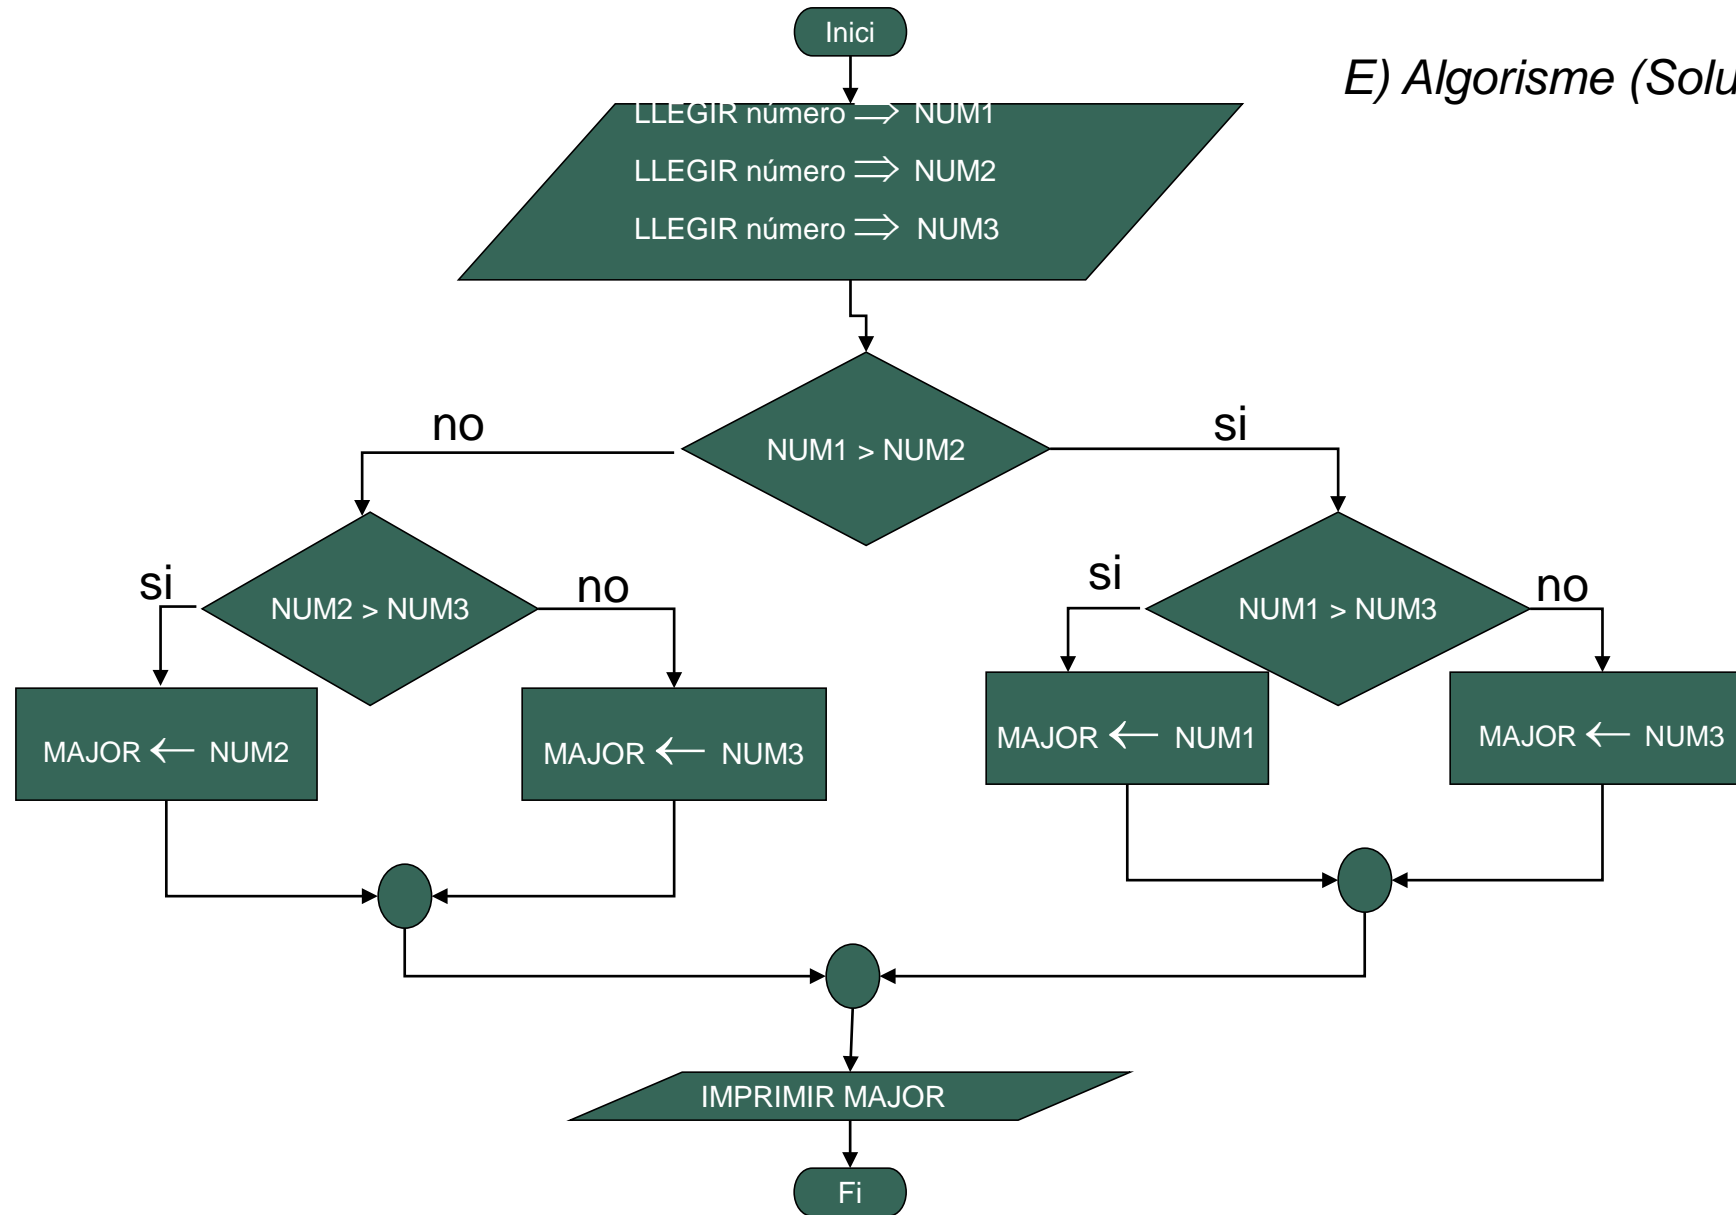 Inici
E) Algorisme (Solu
LLEGIR número ⇒ NUM1
LLEGIR número ⇒ NUM2
LLEGIR número ⇒ NUM3
NUM1 > NUM2
no
si
NUM2 > NUM3
si
no
NUM1 > NUM3
si
no
MAJOR ← NUM2
MAJOR ← NUM3
MAJOR ← NUM1
MAJOR ← NUM3
IMPRIMIR MAJOR
Fi